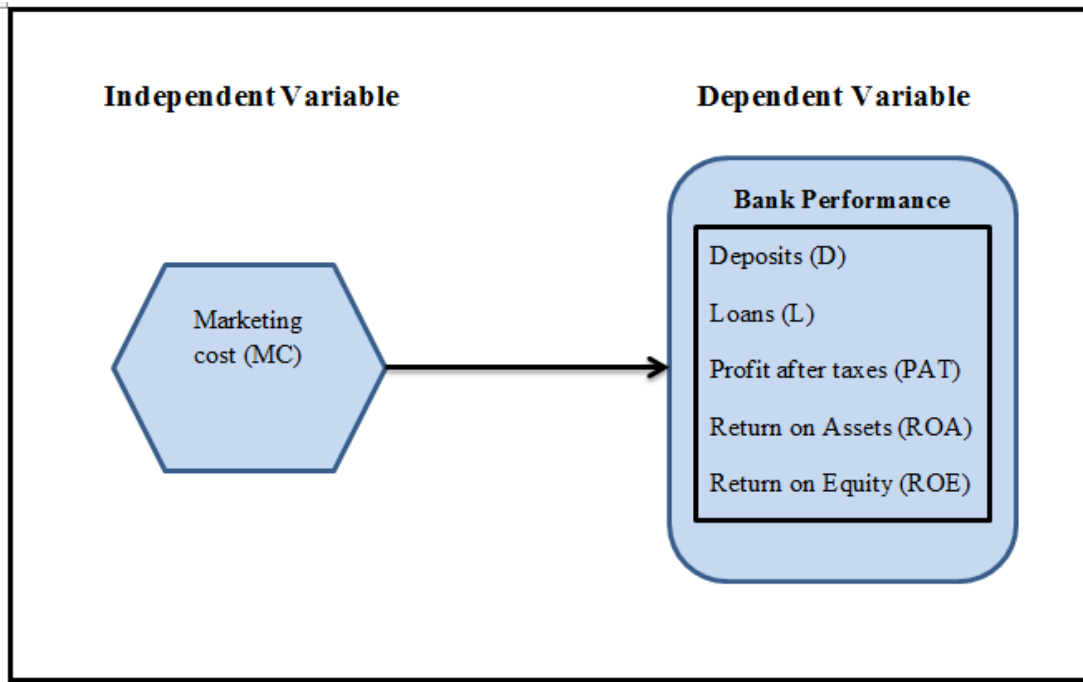 Independent Variable
Dependent Variable
Marketing
cost (MC)
Bank Performance
Deposits (D)
Loans (L)
Profit after taxes (PAT)
Return on Assets (ROA)
Return on Equity (ROE)